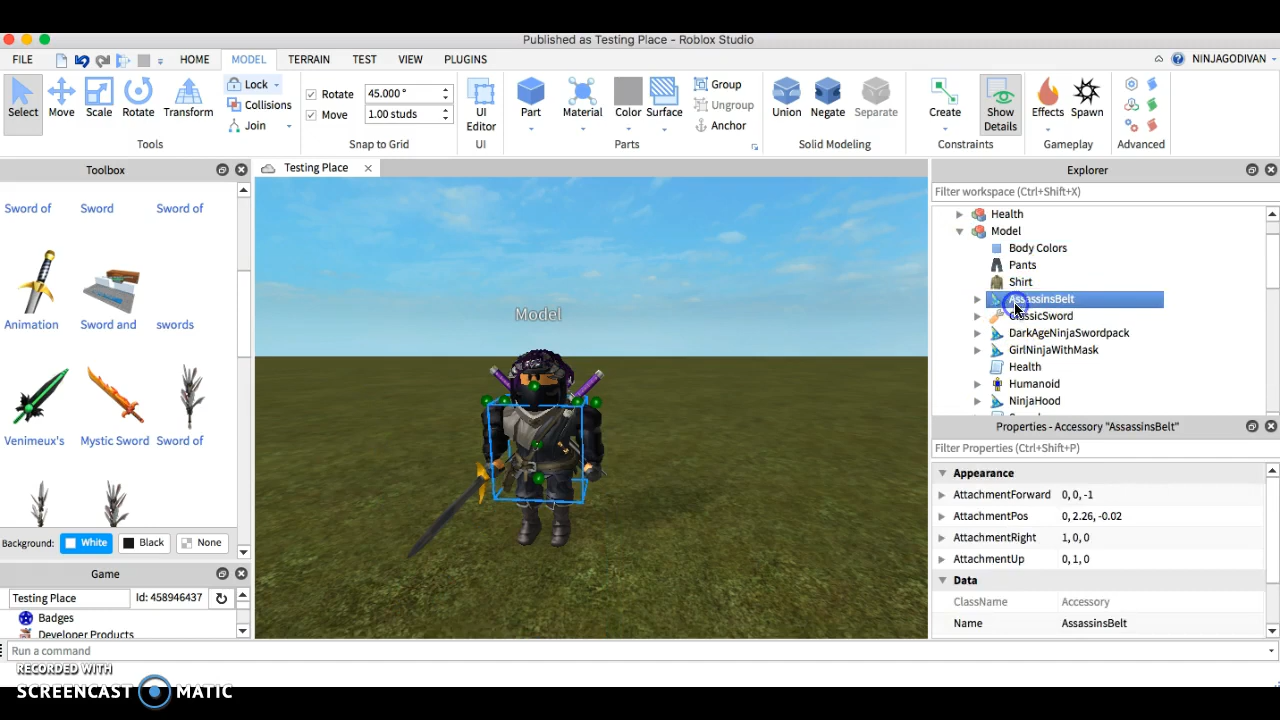 Published as Testing Place - Roblox Studio
FILE HOME MODEL TERRAIN TEST VIEW PLUGINS NINJAGODIVAN
Select Move Scale Rotate Transform
Lock
Collisions
Join
Tools
Rotate 45.000 °
Move 1.00 studs
Snap to Grid
UI
Editor
UI
Part Material Color Surface
Group
Ungroup
Anchor
Parts
Union Negate Separate
Solid Modeling
Create Show
Details
Constraints
Effects Spawn
Gameplay
Advanced
Toolbox
Sword of Sword Sword of
Animation Sword and swords
Venimeux's Mystic Sword Sword of
Background: White Black None
Game
Testing Place Id: 458946437
Badges
Developer Products
Testing Place
Model
Explorer
Filter workspace (Ctrl+Shift+X)
Health
Model
Body Colors
Pants
Shirt
AssassinsBelt
ClassicSword
DarkAgeNinjaSwordpack
GirlNinjaWithMask
Health
Humanoid
NinjaHood
Properties - Accessory "AssassinsBelt"
Filter Properties (Ctrl+Shift+P)
Appearance
AttachmentForward 0, 0, -1
AttachmentPos 0, 2.26, -0.02
AttachmentRight 1, 0, 0
AttachmentUp 0, 1, 0
Data
ClassName Accessory
Name AssassinsBelt
Run a command
RECORDED WITH
SCREENCAST MATIC